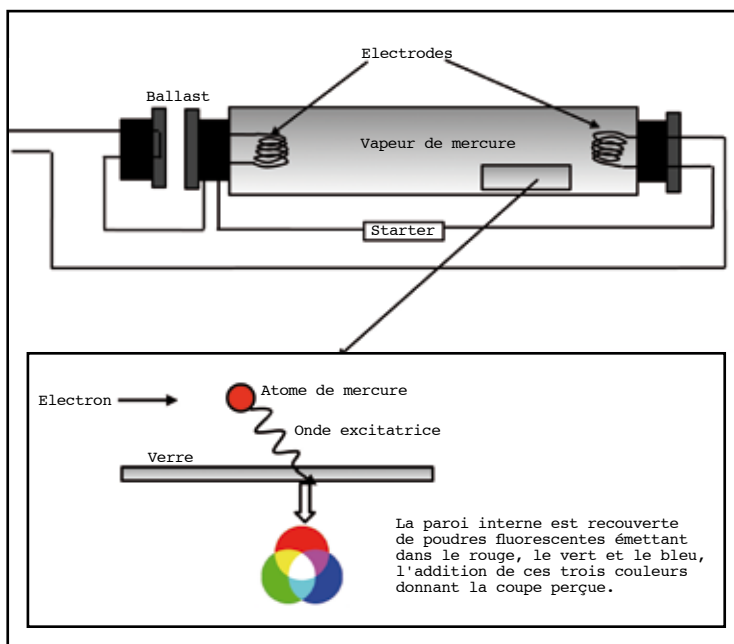 Electrodes
Ballast
Vapeur de mercure
Starter
Atome de mercure
Electron
Onde excitatrice
Verre
La paroi interne est recouverte
de poudres fluorescentes émettant
dans le rouge, le vert et le bleu,
l'addition de ces trois couleurs
donnant la coupe perçue.